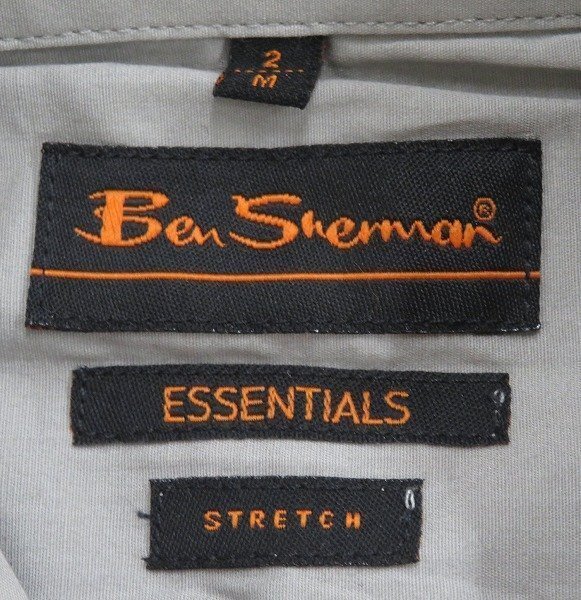 2
M
Ben Sherman®
ESSENTIALS
STRETCH